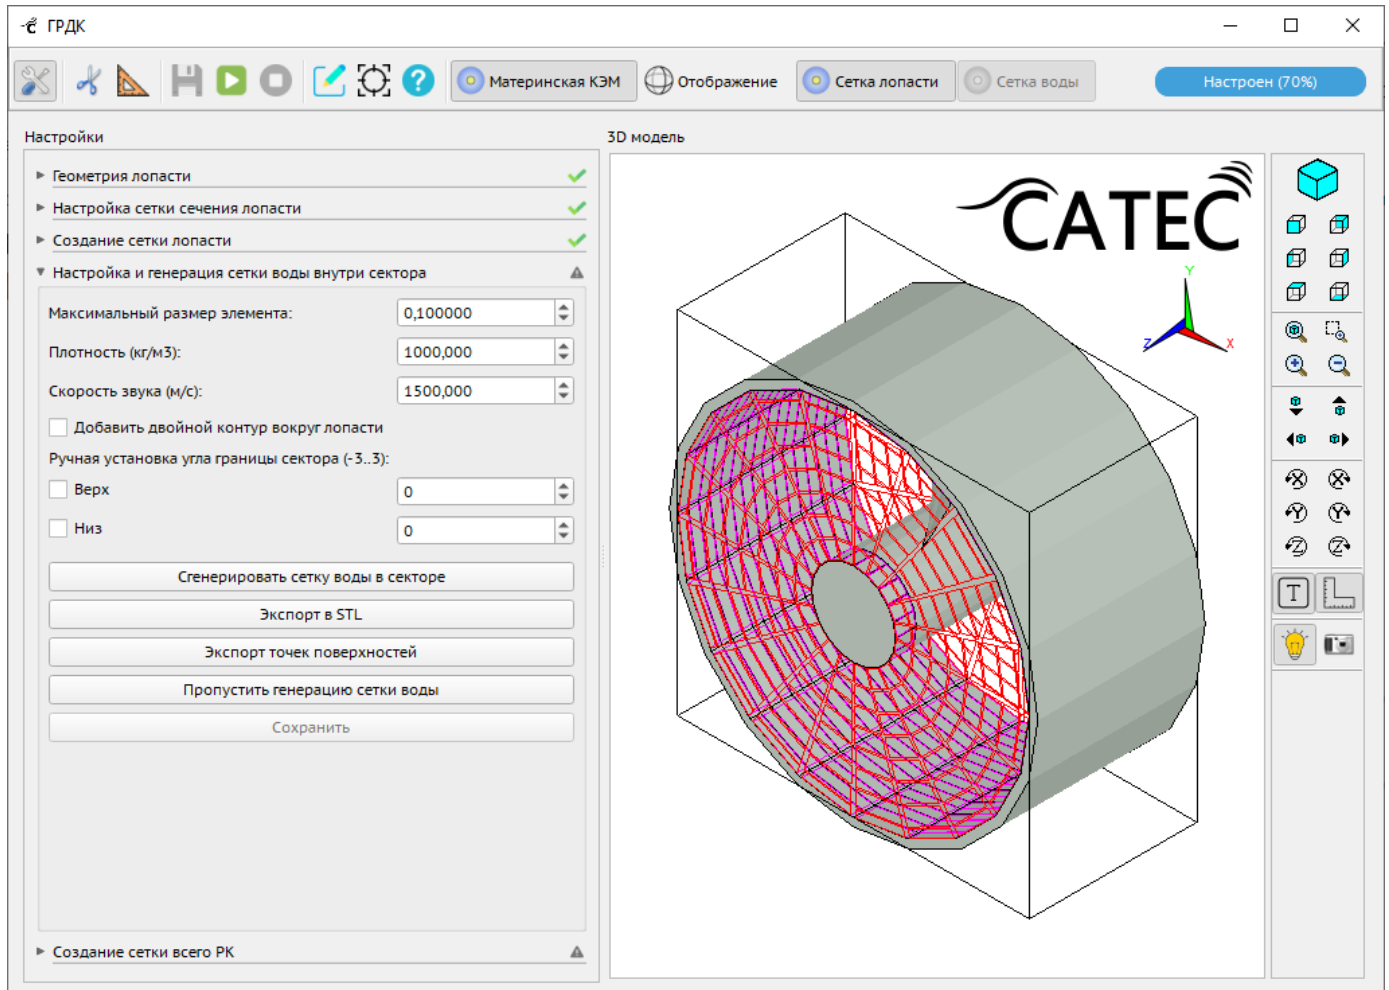 ГРДК
Материнская КЭМ
Отображение
Сетка лопасти
Сетка воды
Настроен (70%)
Настройки
3D модель
Геометрия лопасти
Настройка сетки сечения лопасти
Создание сетки лопасти
Настройка и генерация сетки воды внутри сектора
Максимальный размер элемента: 0,100000
Плотность (кг/м3): 1000,000
Скорость звука (м/с): 1500,000
Добавить двойной контур вокруг лопасти
Ручная установка угла границы сектора (-3..3):
Верх 0
Низ 0
Сгенерировать сетку воды в секторе
Экспорт в STL
Экспорт точек поверхностей
Пропустить генерацию сетки воды
Сохранить
Создание сетки всего РК
CATEC
Y
Z X
X X
Y Y
Z Z
T